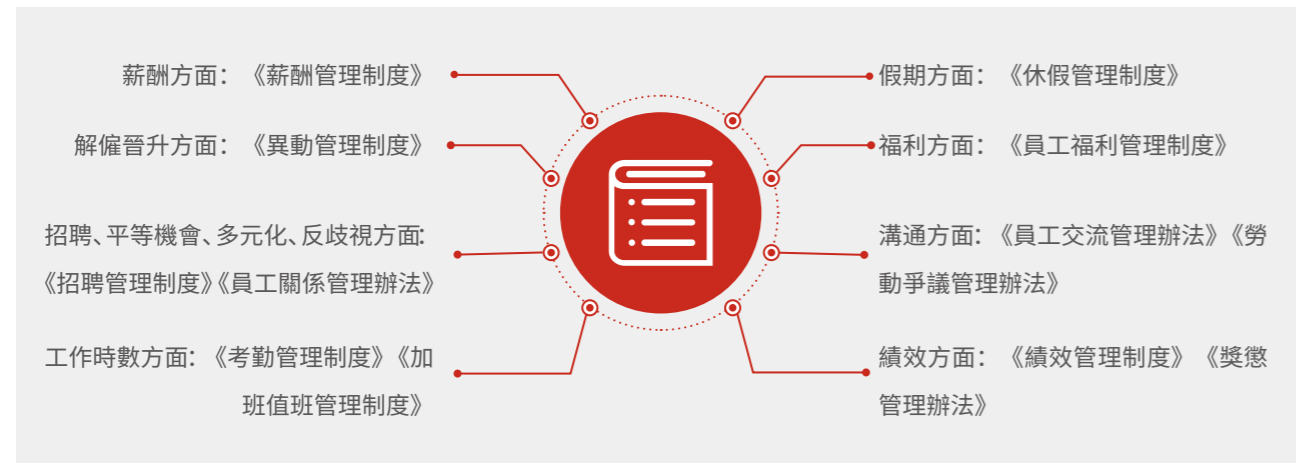 薪酬方面：《薪酬管理制度》
解僱晉升方面：《異動管理制度》
招聘、平等機會、多元化、反歧視方面：
《招聘管理制度》《員工關係管理辦法》
工作時數方面：《考勤管理制度》《加
班值班管理制度》
假期方面：《休假管理制度》
福利方面：《員工福利管理制度》
溝通方面：《員工交流管理辦法》《勞
動爭議管理辦法》
績效方面：《績效管理制度》《獎懲
管理辦法》